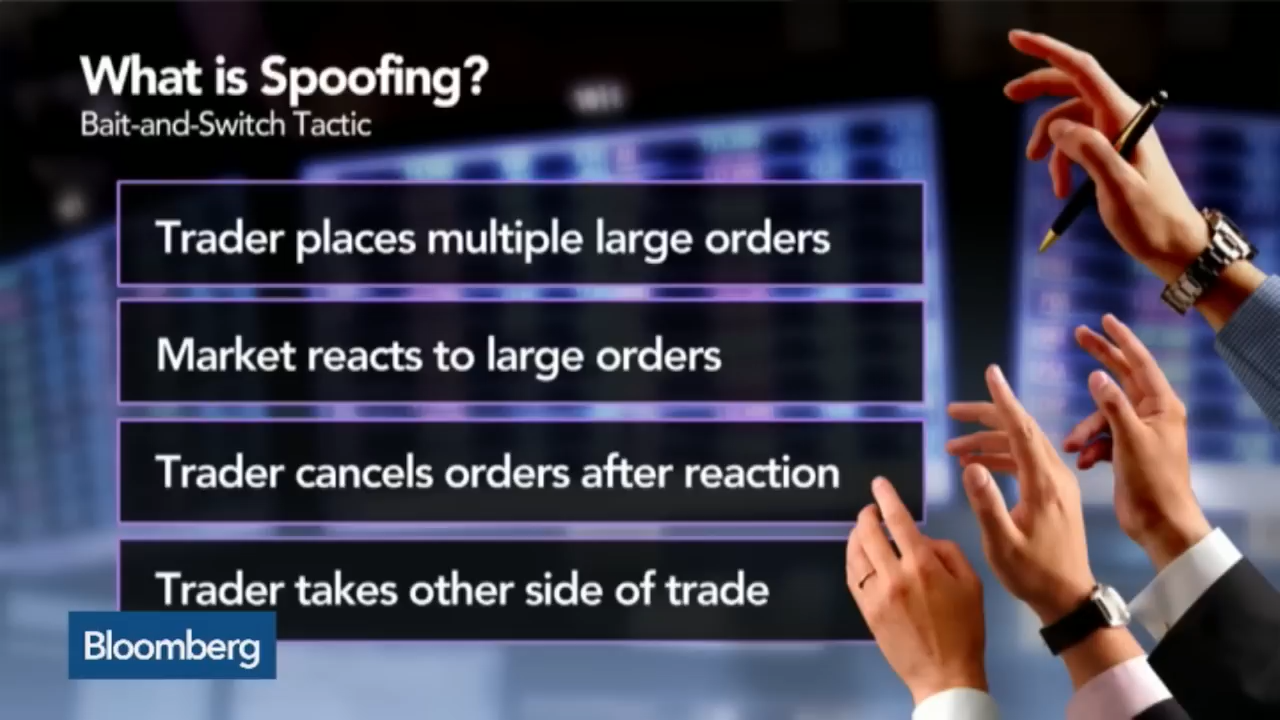 What is Spoofing?
Bait-and-Switch Tactic
Trader places multiple large orders
Market reacts to large orders
Trader cancels orders after reaction
Trader takes other side of trade
Bloomberg